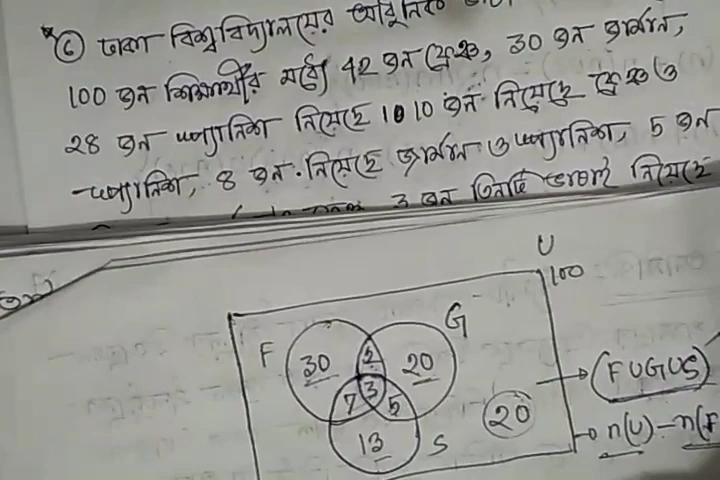 ৫ ঢাকা বিশ্ববিদ্যালয়ের আধুনিক
100 জন শিক্ষার্থীর মধ্যে 42 জন ফ্রেঞ্চ, 30 জন জার্মান,
28 জন স্প্যানিশ নিয়েছে। 10 জন নিয়েছে ফ্রেঞ্চ ও
স্প্যানিশ, 8 জন নিয়েছে জার্মান ও স্প্যানিশ, 5 জন
3 জন তিনটি ভাষাই নিয়েছে
U
100
F G
30 2 20
7 3 5
13 S
20
(FUGUS)
n(U) - n(F